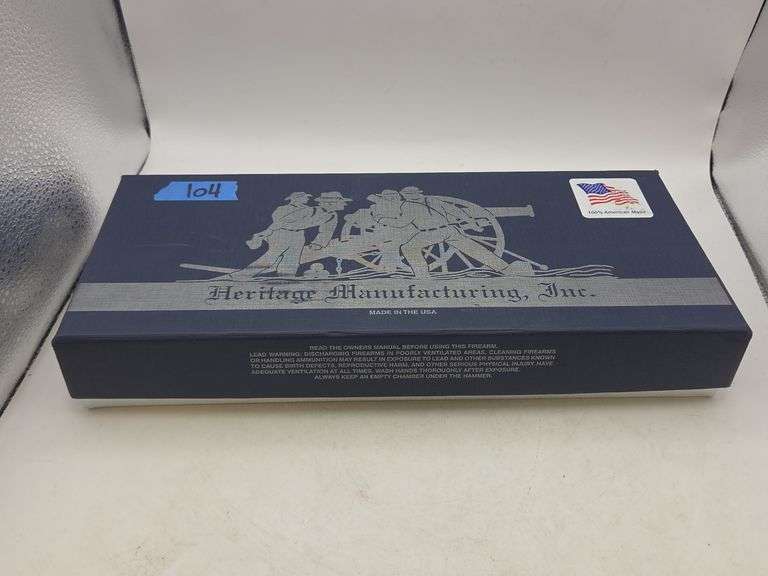 104
100% American Made
Heritage Manufacturing, Inc.
MADE IN THE USA
READ THE OWNERS MANUAL BEFORE USING THIS FIREARM.
LEAD WARNING: DISCHARGING FIREARMS IN POORLY VENTILATED AREAS, CLEANING FIREARMS
OR HANDLING AMMUNITION MAY RESULT IN EXPOSURE TO LEAD AND OTHER SUBSTANCES KNOWN
TO CAUSE BIRTH DEFECTS, REPRODUCTIVE HARM, AND OTHER SERIOUS PHYSICAL INJURY. HAVE
ADEQUATE VENTILATION AT ALL TIMES. WASH HANDS THOROUGHLY AFTER EXPOSURE.
ALWAYS KEEP AN EMPTY CHAMBER UNDER THE HAMMER.